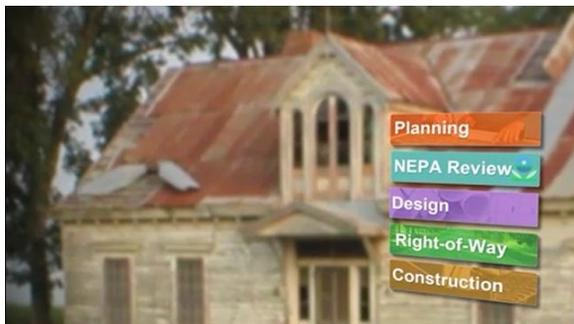 Planning
NEPA Review
Design
Right-of-Way
Construction